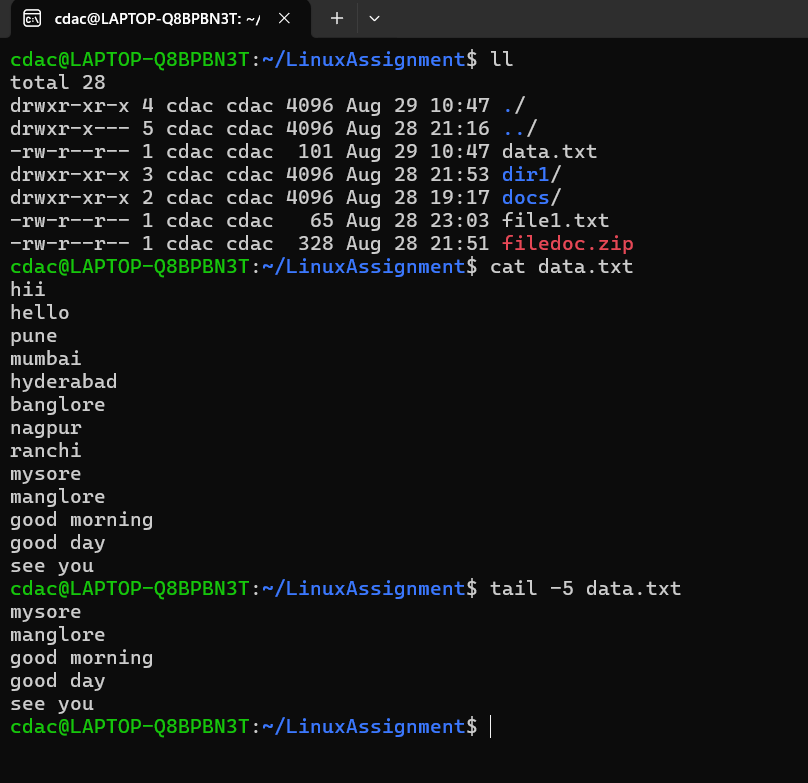 cdac@LAPTOP-Q8BPBN3T: ~/
cdac@LAPTOP-Q8BPBN3T:~/LinuxAssignment$ ll
total 28
drwxr-xr-x 4 cdac cdac 4096 Aug 29 10:47 ./
drwxr-x--- 5 cdac cdac 4096 Aug 28 21:16 ../
-rw-r--r-- 1 cdac cdac  101 Aug 29 10:47 data.txt
drwxr-xr-x 3 cdac cdac 4096 Aug 28 21:53 dir1/
drwxr-xr-x 2 cdac cdac 4096 Aug 28 19:17 docs/
-rw-r--r-- 1 cdac cdac   65 Aug 28 23:03 file1.txt
-rw-r--r-- 1 cdac cdac  328 Aug 28 21:51 filedoc.zip
cdac@LAPTOP-Q8BPBN3T:~/LinuxAssignment$ cat data.txt
hii
hello
pune
mumbai
hyderabad
banglore
nagpur
ranchi
mysore
manglore
good morning
good day
see you
cdac@LAPTOP-Q8BPBN3T:~/LinuxAssignment$ tail -5 data.txt
mysore
manglore
good morning
good day
see you
cdac@LAPTOP-Q8BPBN3T:~/LinuxAssignment$